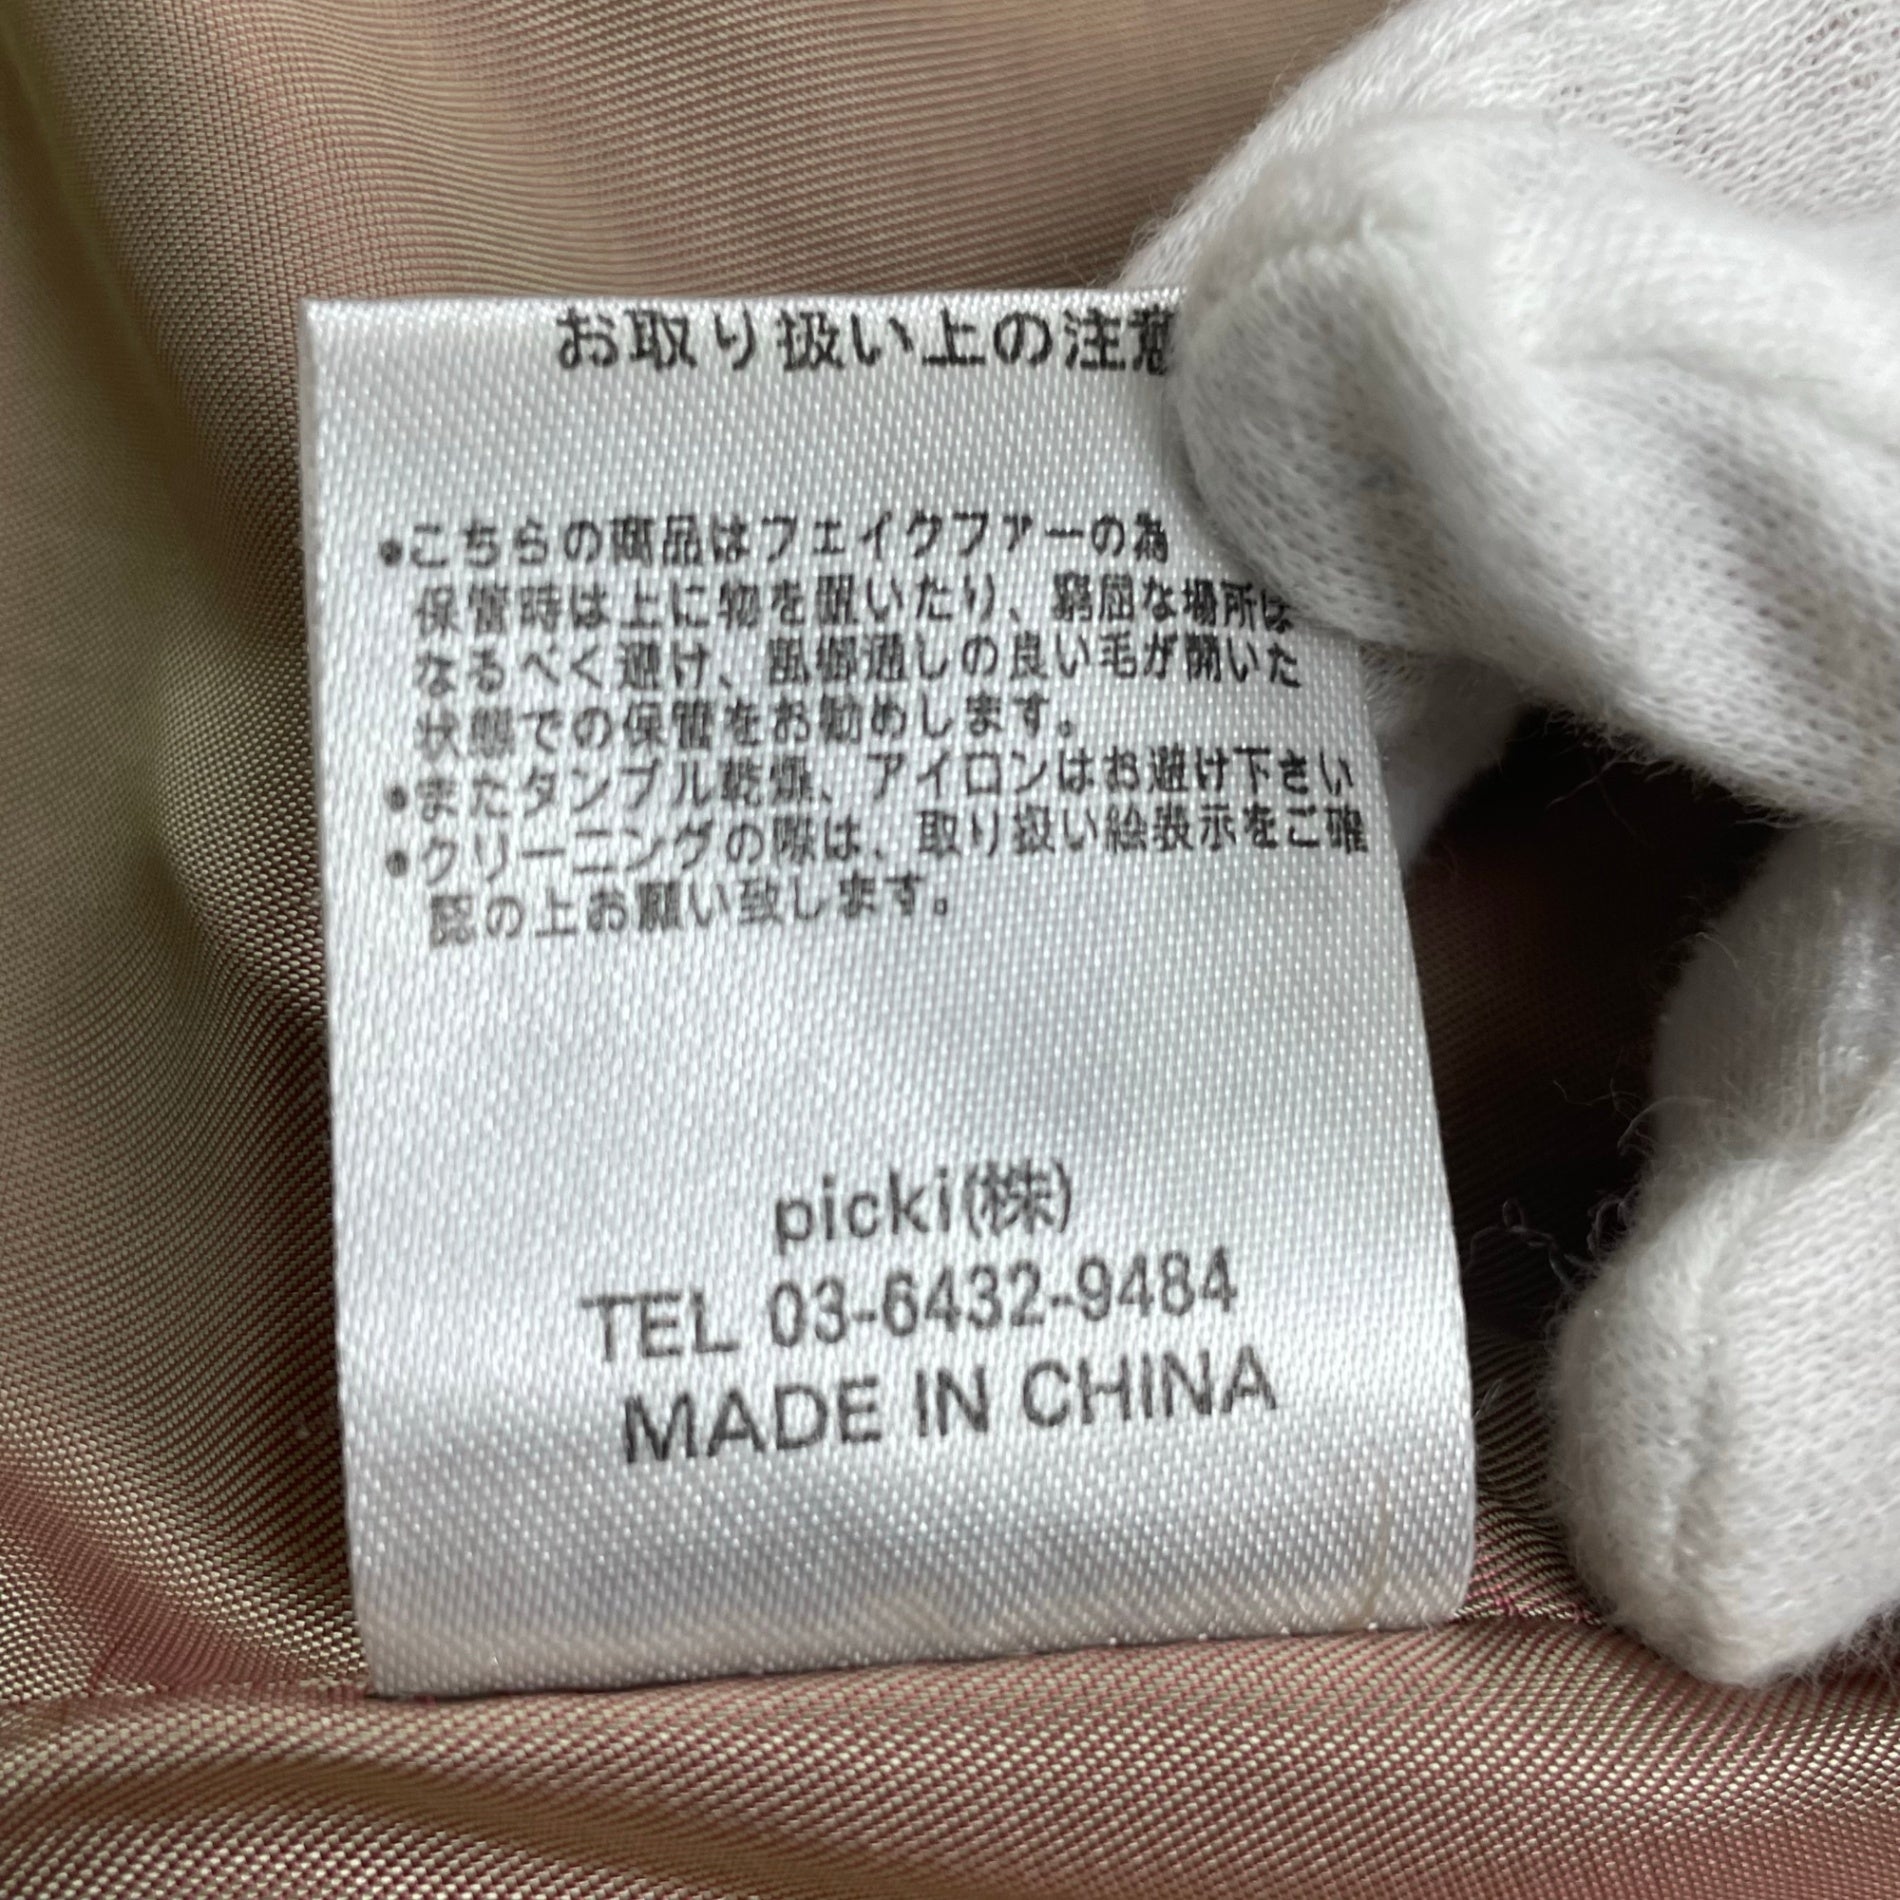 お取り扱い上の注意
●こちらの商品はフェイクファーの為
保管時は上に物を置いたり、窮屈な場所は
なるべく避け、風郷通しの良い毛が開いた
状態での保管をお勧めします。
●またタンブル乾燥、アイロンはお避け下さい
●クリーニングの際は、取り扱い絵表示をご確
認の上お願い致します。
picki(株)
TEL 03-6432-9484
MADE IN CHINA